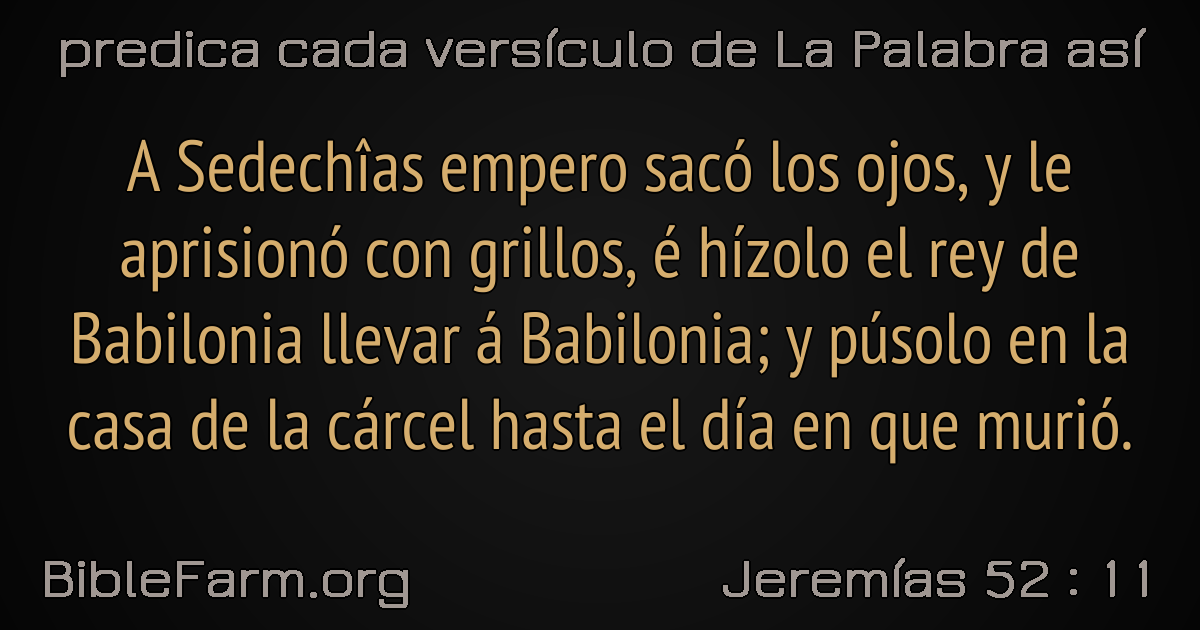 predica cada versículo de La Palabra así
A Sedechîas empero sacó los ojos, y le
aprisionó con grillos, é hízolo el rey de
Babilonia llevar á Babilonia; y púsolo en la
casa de la cárcel hasta el día en que murió.
BibleFarm.org
Jeremías 52 : 11